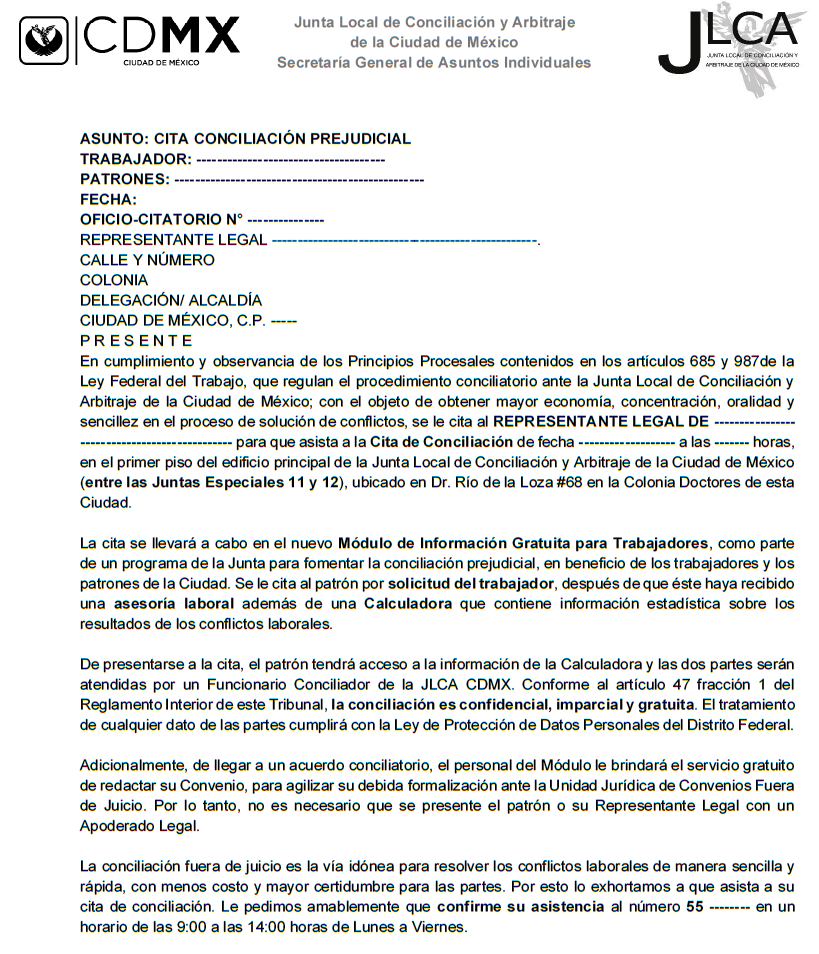 CDMX
CIUDAD DE MÉXICO
Junta Local de Conciliación y Arbitraje
de la Ciudad de México
Secretaría General de Asuntos Individuales
JLCA
JUNTA LOCAL DE CONCILIACIÓN Y
ARBITRAJE DE LA CIUDAD DE MÉXICO
ASUNTO: CITA CONCILIACIÓN PREJUDICIAL
TRABAJADOR: -------------------------------------
PATRONES: -------------------------------------------------
FECHA:
OFICIO-CITATORIO N° ---------------
REPRESENTANTE LEGAL ----------------------------------------------------.
CALLE Y NÚMERO
COLONIA
DELEGACIÓN/ ALCALDÍA
CIUDAD DE MÉXICO, C.P. -----
P R E S E N T E
En cumplimiento y observancia de los Principios Procesales contenidos en los artículos 685 y 987de la
Ley Federal del Trabajo, que regulan el procedimiento conciliatorio ante la Junta Local de Conciliación y
Arbitraje de la Ciudad de México; con el objeto de obtener mayor economía, concentración, oralidad y
sencillez en el proceso de solución de conflictos, se le cita al REPRESENTANTE LEGAL DE ----------------
------------------------------ para que asista a la Cita de Conciliación de fecha ------------------- a las ------- horas,
en el primer piso del edificio principal de la Junta Local de Conciliación y Arbitraje de la Ciudad de México
(entre las Juntas Especiales 11 y 12), ubicado en Dr. Río de la Loza #68 en la Colonia Doctores de esta
Ciudad.
La cita se llevará a cabo en el nuevo Módulo de Información Gratuita para Trabajadores, como parte
de un programa de la Junta para fomentar la conciliación prejudicial, en beneficio de los trabajadores y los
patrones de la Ciudad. Se le cita al patrón por solicitud del trabajador, después de que éste haya recibido
una asesoría laboral además de una Calculadora que contiene información estadística sobre los
resultados de los conflictos laborales.
De presentarse a la cita, el patrón tendrá acceso a la información de la Calculadora y las dos partes serán
atendidas por un Funcionario Conciliador de la JLCA CDMX. Conforme al artículo 47 fracción 1 del
Reglamento Interior de este Tribunal, la conciliación es confidencial, imparcial y gratuita. El tratamiento
de cualquier dato de las partes cumplirá con la Ley de Protección de Datos Personales del Distrito Federal.
Adicionalmente, de llegar a un acuerdo conciliatorio, el personal del Módulo le brindará el servicio gratuito
de redactar su Convenio, para agilizar su debida formalización ante la Unidad Jurídica de Convenios Fuera
de Juicio. Por lo tanto, no es necesario que se presente el patrón o su Representante Legal con un
Apoderado Legal.
La conciliación fuera de juicio es la vía idónea para resolver los conflictos laborales de manera sencilla y
rápida, con menos costo y mayor certidumbre para las partes. Por esto lo exhortamos a que asista a su
cita de conciliación. Le pedimos amablemente que confirme su asistencia al número 55 -------- en un
horario de las 9:00 a las 14:00 horas de Lunes a Viernes.